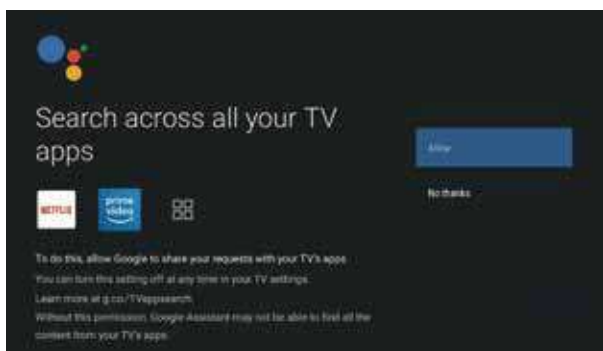 Search across all your TV
apps
NETFLIX
prime
video
To do this, allow Google to share your requests with your TV's apps
You can turn this setting off at any time in your TV settings.
Learn more at g.co/TVappsearch
Without this permission, Google Assistant may not be able to find all the
content from your TV's apps.
Allow
No thanks